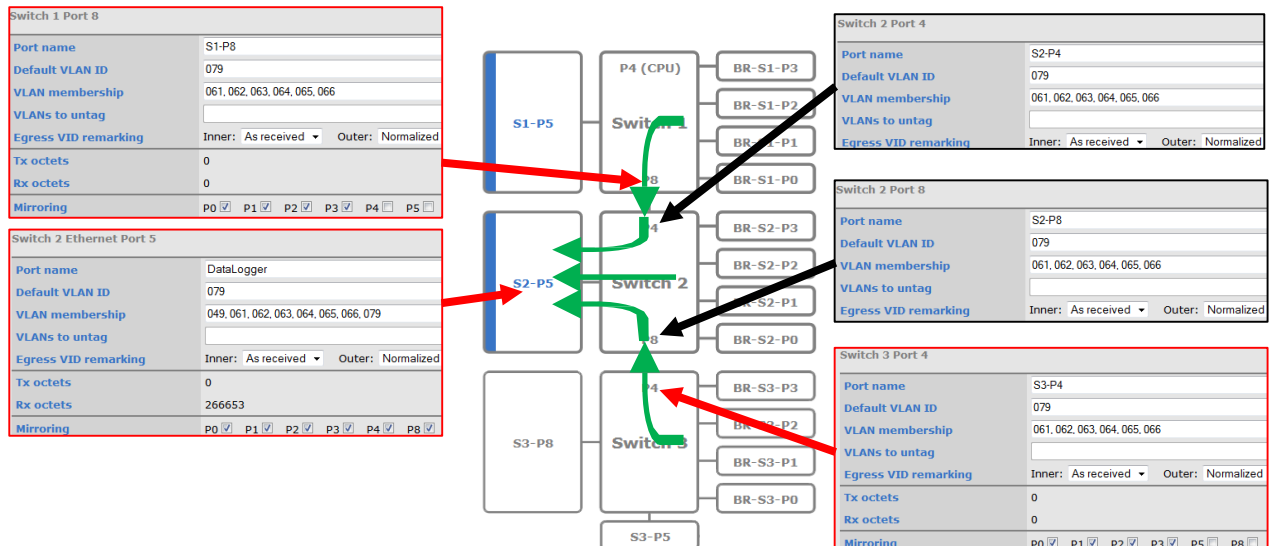 Switch 1 Port 8
Port name S1-P8
Default VLAN ID 079
VLAN membership 061, 062, 063, 064, 065, 066
VLANs to untag
Egress VID remarking Inner: As received Outer: Normalized
Tx octets 0
Rx octets 0
Mirroring P0 P1 P2 P3 P4 P5
Switch 2 Ethernet Port 5
Port name DataLogger
Default VLAN ID 079
VLAN membership 049, 061, 062, 063, 064, 065, 066, 079
VLANs to untag
Egress VID remarking Inner: As received Outer: Normalized
Tx octets 0
Rx octets 266653
Mirroring P0 P1 P2 P3 P4 P8
S1-P5
P4 (CPU)
Switch 1
P8
BR-S1-P3
BR-S1-P2
BR-S1-P1
BR-S1-P0
S2-P5
P4
Switch 2
P8
BR-S2-P3
BR-S2-P2
BR-S2-P1
BR-S2-P0
S3-P8
P4
Switch 3
BR-S3-P3
BR-S3-P2
BR-S3-P1
BR-S3-P0
S3-P5
Switch 2 Port 4
Port name S2-P4
Default VLAN ID 079
VLAN membership 061, 062, 063, 064, 065, 066
VLANs to untag
Egress VID remarking Inner: As received Outer: Normalized
Switch 2 Port 8
Port name S2-P8
Default VLAN ID 079
VLAN membership 061, 062, 063, 064, 065, 066
VLANs to untag
Egress VID remarking Inner: As received Outer: Normalized
Switch 3 Port 4
Port name S3-P4
Default VLAN ID 079
VLAN membership 061, 062, 063, 064, 065, 066
VLANs to untag
Egress VID remarking Inner: As received Outer: Normalized
Tx octets 0
Rx octets 0
Mirroring P0 P1 P2 P3 P5 P8